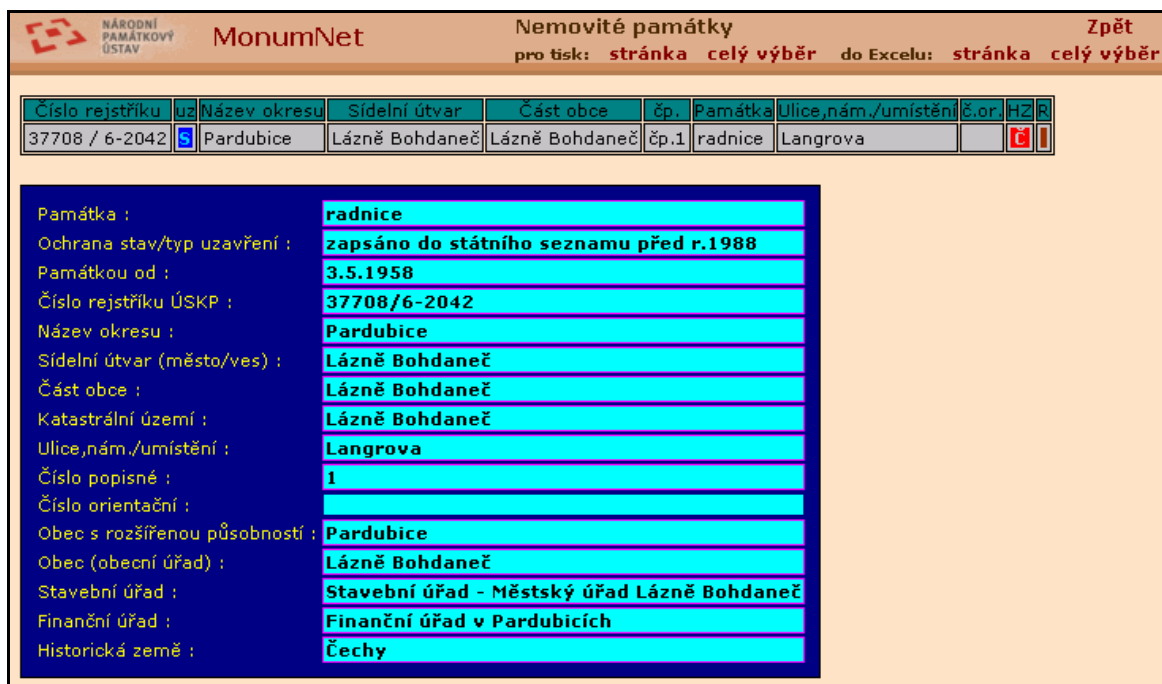 NÁRODNÍ
PAMÁTKOVÝ
ÚSTAV
MonumNet
Nemovité památky
Zpět
pro tisk: stránka celý výběr do Excelu: stránka celý výběr
Číslo rejstříku uz Název okresu Sídelní útvar Část obce čp. Památka Ulice,nám./umístění č.or. HZ R
37708 / 6-2042 S Pardubice Lázně Bohdaneč Lázně Bohdaneč čp.1 radnice Langrova Č
Památka : radnice
Ochrana stav/typ uzavření : zapsáno do státního seznamu před r.1988
Památkou od : 3.5.1958
Číslo rejstříku ÚSKP : 37708/6-2042
Název okresu : Pardubice
Sídelní útvar (město/ves) : Lázně Bohdaneč
Část obce : Lázně Bohdaneč
Katastrální území : Lázně Bohdaneč
Ulice,nám./umístění : Langrova
Číslo popisné : 1
Číslo orientační :
Obec s rozšířenou působností : Pardubice
Obec (obecní úřad) : Lázně Bohdaneč
Stavební úřad : Stavební úřad - Městský úřad Lázně Bohdaneč
Finanční úřad : Finanční úřad v Pardubicích
Historická země : Čechy